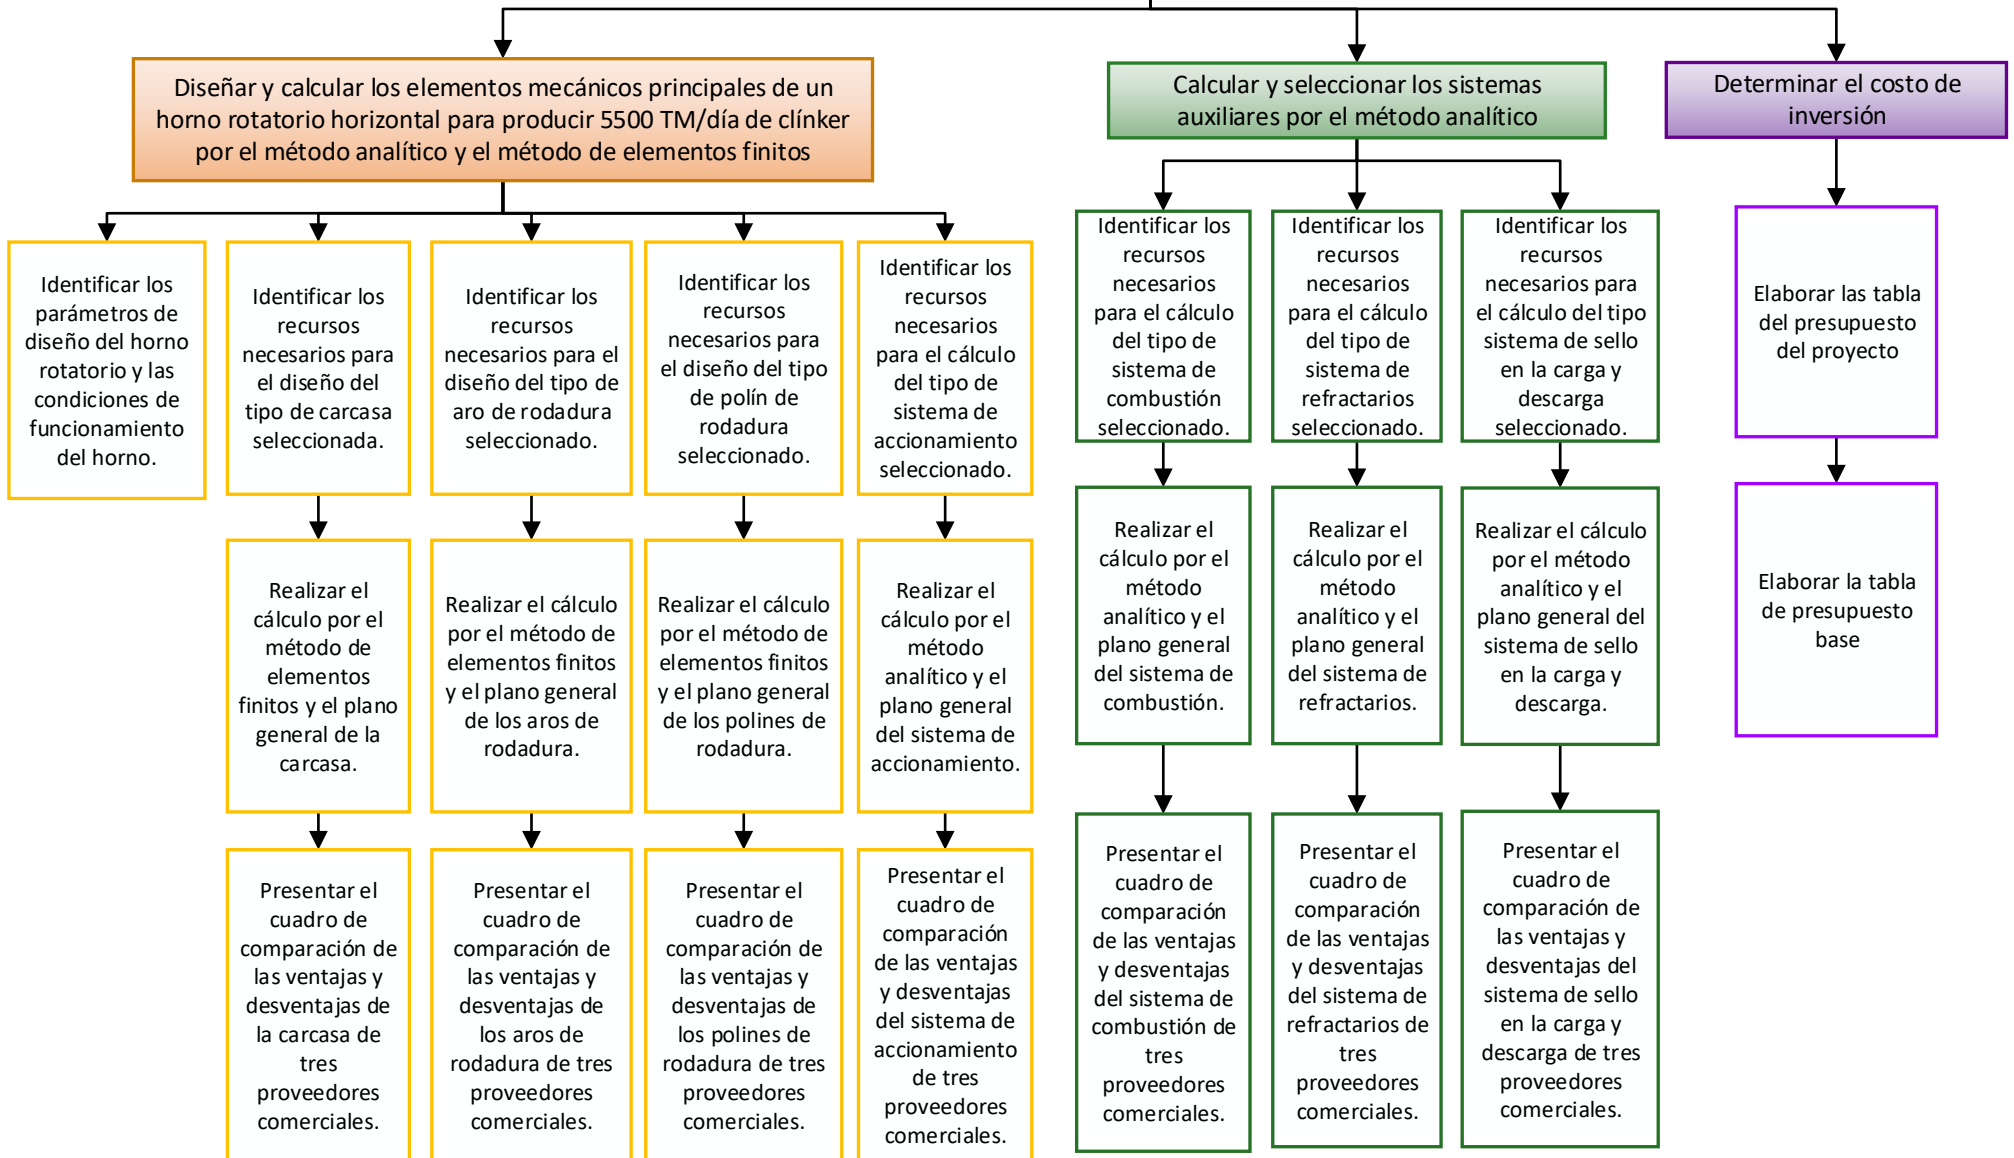 Diseñar y calcular los elementos mecánicos principales de un
horno rotatorio horizontal para producir 5500 TM/día de clínker
por el método analítico y el método de elementos finitos
Calcular y seleccionar los sistemas
auxiliares por el método analítico
Determinar el costo de
inversión
Identificar los
parámetros de
diseño del horno
rotatorio y las
condiciones de
funcionamiento
del horno.
Identificar los
recursos
necesarios para
el diseño del
tipo de carcasa
seleccionada.
Identificar los
recursos
necesarios para el
diseño del tipo de
aro de rodadura
seleccionado.
Identificar los
recursos
necesarios para
el diseño del tipo
de polín de
rodadura
seleccionado.
Identificar los
recursos
necesarios
para el cálculo
del tipo de
sistema de
accionamiento
seleccionado.
Identificar los
recursos
necesarios
para el cálculo
del tipo de
sistema de
combustión
seleccionado.
Identificar los
recursos
necesarios
para el cálculo
del tipo de
sistema de
refractarios
seleccionado.
Identificar los
recursos
necesarios para
el cálculo del tipo
sistema de sello
en la carga y
descarga
seleccionado.
Elaborar las tabla
del presupuesto
del proyecto
Realizar el
cálculo por el
método de
elementos
finitos y el plano
general de la
carcasa.
Realizar el cálculo
por el método de
elementos finitos
y el plano general
de los aros de
rodadura.
Realizar el cálculo
por el método de
elementos finitos
y el plano general
de los polines de
rodadura.
Realizar el
cálculo por el
método
analítico y el
plano general
del sistema de
accionamiento.
Realizar el
cálculo por el
método
analítico y el
plano general
del sistema de
combustión.
Realizar el
cálculo por el
método
analítico y el
plano general
del sistema de
refractarios.
Realizar el cálculo
por el método
analítico y el
plano general del
sistema de sello
en la carga y
descarga.
Elaborar la tabla
de presupuesto
base
Presentar el
cuadro de
comparación de
las ventajas y
desventajas de
la carcasa de
tres
proveedores
comerciales.
Presentar el
cuadro de
comparación de
las ventajas y
desventajas de
los aros de
rodadura de tres
proveedores
comerciales.
Presentar el
cuadro de
comparación de
las ventajas y
desventajas de
los polines de
rodadura de tres
proveedores
comerciales.
Presentar el
cuadro de
comparación
de las ventajas
y desventajas
del sistema de
accionamiento
de tres
proveedores
comerciales.
Presentar el
cuadro de
comparación
de las ventajas
y desventajas
del sistema de
combustión de
tres
proveedores
comerciales.
Presentar el
cuadro de
comparación
de las ventajas
y desventajas
del sistema de
refractarios de
tres
proveedores
comerciales.
Presentar el
cuadro de
comparación de
las ventajas y
desventajas del
sistema de sello
en la carga y
descarga de tres
proveedores
comerciales.